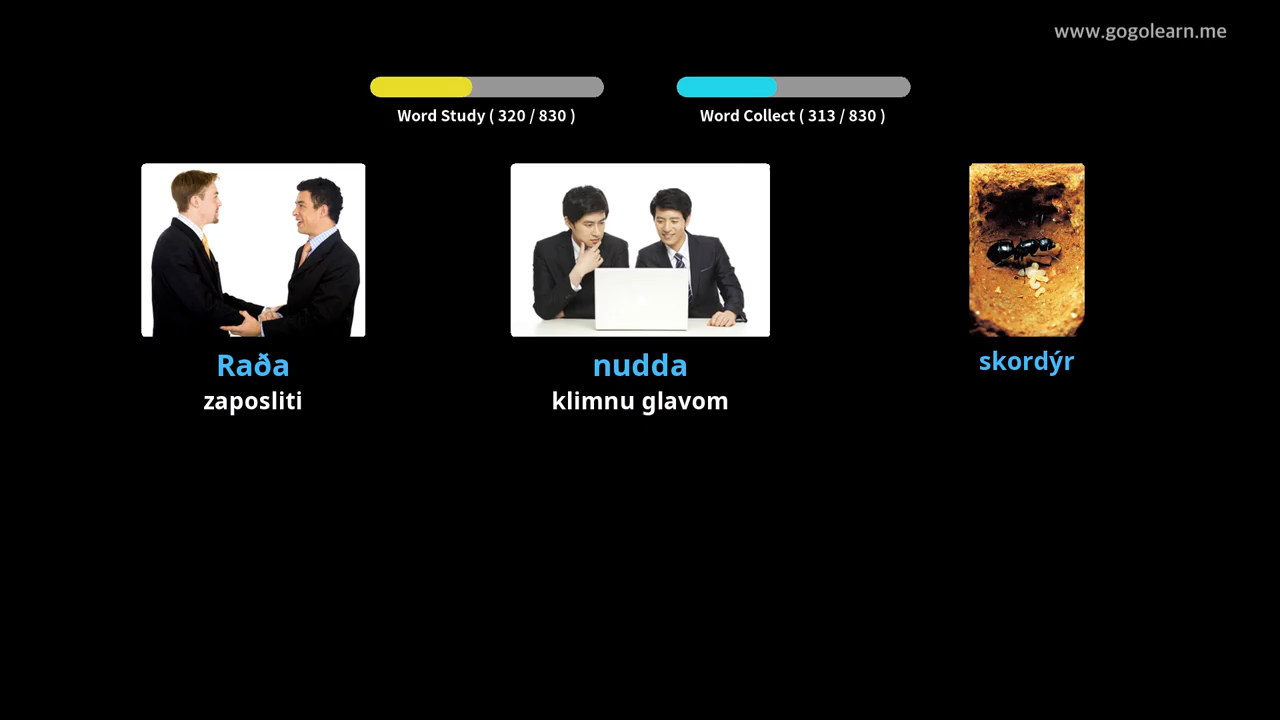 www.gogolearn.me
Word Study ( 320 / 830 )
Word Collect ( 313 / 830 )
Raða
zaposliti
nudda
klimnu glavom
skordýr